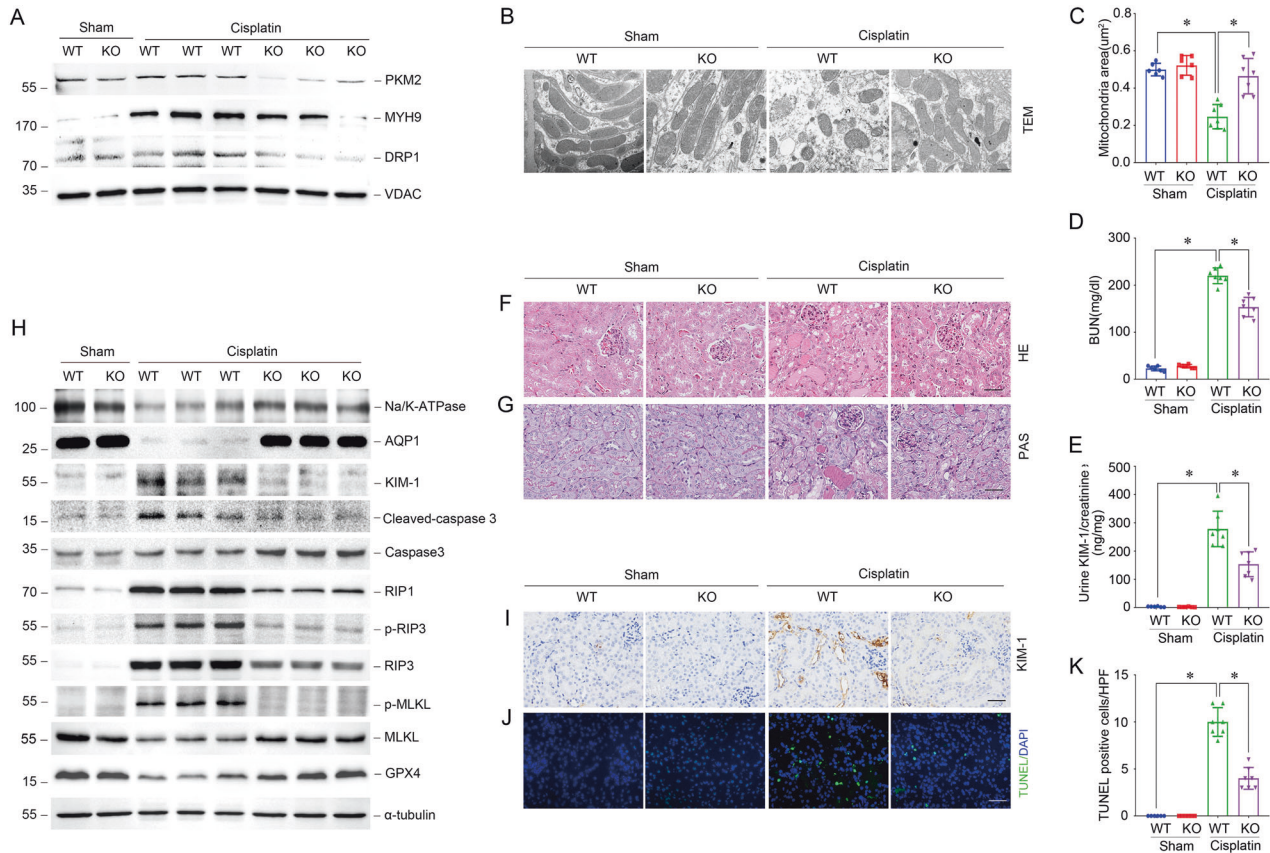 A
Sham Cisplatin
WT KO WT WT WT KO KO KO
55 PKM2
170 MYH9
70 DRP1
35 VDAC
B
Sham Cisplatin
WT KO WT KO
TEM
C
Mitochondria area(um²)
0.8
0.6
0.4
0.2
0.0
* *
WT KO WT KO
Sham Cisplatin
D
BUN(mg/dl)
300
200
100
0
* *
WT KO WT KO
Sham Cisplatin
E
Urine KIM-1/creatinine
(ng/mg)
500
400
300
200
100
0
* *
WT KO WT KO
Sham Cisplatin
Sham Cisplatin
WT KO WT KO
F
HE
G
PAS
H
Sham Cisplatin
WT KO WT WT WT KO KO KO
100 Na/K-ATPase
25 AQP1
55 KIM-1
15 Cleaved-caspase 3
35 Caspase3
70 RIP1
55 p-RIP3
55 RIP3
55 p-MLKL
55 MLKL
15 GPX4
55 α-tubulin
Sham Cisplatin
WT KO WT KO
I
KIM-1
J
TUNEL/DAPI
K
TUNEL positive cells/HPF
15
10
5
0
* *
WT KO WT KO
Sham Cisplatin